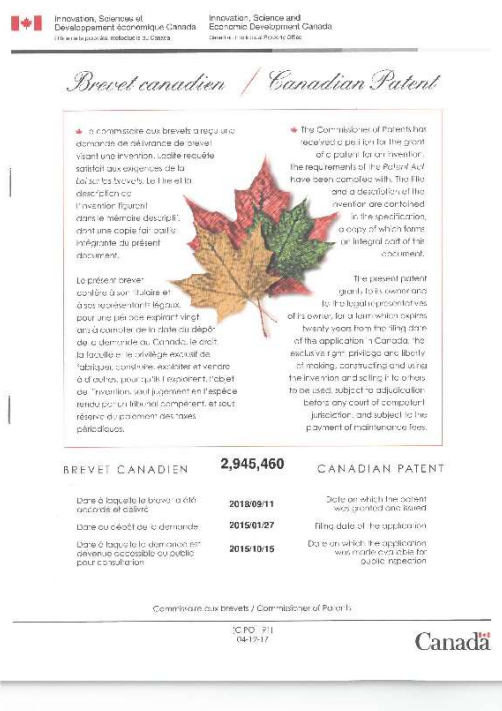 Innovation, Sciences et
Développement économique Canada
Office de la propriété intellectuelle du Canada
Innovation, Science and
Economic Development Canada
Canadian Intellectual Property Office
Brevet canadien / Canadian Patent
Le commissaire aux brevets a reçu une
demande de délivrance de brevet
visant une invention. Ladite requête
satisfait aux exigences de la
Loi sur les brevets. Le titre et la
description de
l'invention figurent
dans le mémoire descriptif,
dont une copie fait partie
intégrante du présent
document.
Le présent brevet
confère à son titulaire et
à ses représentants légaux,
pour une période expirant vingt
ans à compter de la date du dépôt
de la demande au Canada, le droit,
la faculté et le privilège exclusif de
fabriquer, construire, exploiter et vendre
à d'autres, pour qu'ils l'exploitent, l'objet
de l'invention, sauf jugement en l'espèce
rendu par un tribunal compétent, et sous
réserve du paiement des taxes
périodiques.
The Commissioner of Patents has
received a petition for the grant
of a patent for an invention,
the requirements of the Patent Act
have been complied with. The title
and a description of the
invention are contained
in the specification,
a copy of which forms
an integral part of this
document.
The present patent
grants to its owner and
to the legal representatives
of its owner, for a term which expires
twenty years from the filing date
of the application in Canada, the
exclusive right, privilege and liberty
of making, constructing and using
the invention and selling it to others
to be used, subject to adjudication
before any court of competent
jurisdiction, and subject to the
payment of maintenance fees.
BREVET CANADIEN
2,945,460
CANADIAN PATENT
Date à laquelle le brevet a été
accordé et délivré
2018/09/11
Date on which the patent
was granted and issued
Date du dépôt de la demande
2015/01/27
Filing date of the application
Date à laquelle la demande est
devenue accessible au public
pour consultation
2015/10/15
Date on which the application
was made available for
public inspection
Commissaire aux brevets / Commissioner of Patents
(CIPO 91)
04-12-17
Canada